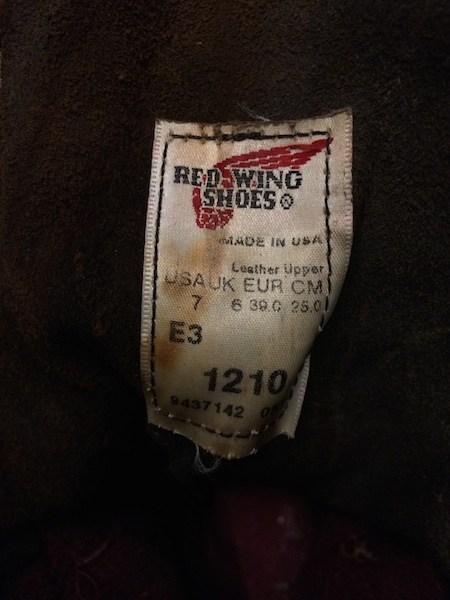 RED WING
SHOES®
MADE IN USA
Leather Upper
USA UK EUR CM
7 6 39.0 25.0
E3
1210
9437142